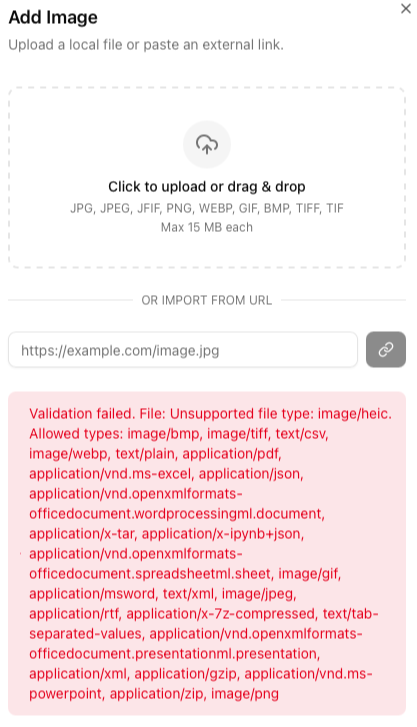 Add Image
Upload a local file or paste an external link.
Click to upload or drag & drop
JPG, JPEG, JFIF, PNG, WEBP, GIF, BMP, TIFF, TIF
Max 15 MB each
OR IMPORT FROM URL
https://example.com/image.jpg
Validation failed. File: Unsupported file type: image/heic.
Allowed types: image/bmp, image/tiff, text/csv,
image/webp, text/plain, application/pdf,
application/vnd.ms-excel, application/json,
application/vnd.openxmlformats-
officedocument.wordprocessingml.document,
application/x-tar, application/x-ipynb+json,
application/vnd.openxmlformats-
officedocument.spreadsheetml.sheet, image/gif,
application/msword, text/xml, image/jpeg,
application/rtf, application/x-7z-compressed, text/tab-
separated-values, application/vnd.openxmlformats-
officedocument.presentationml.presentation,
application/xml, application/gzip, application/vnd.ms-
powerpoint, application/zip, image/png